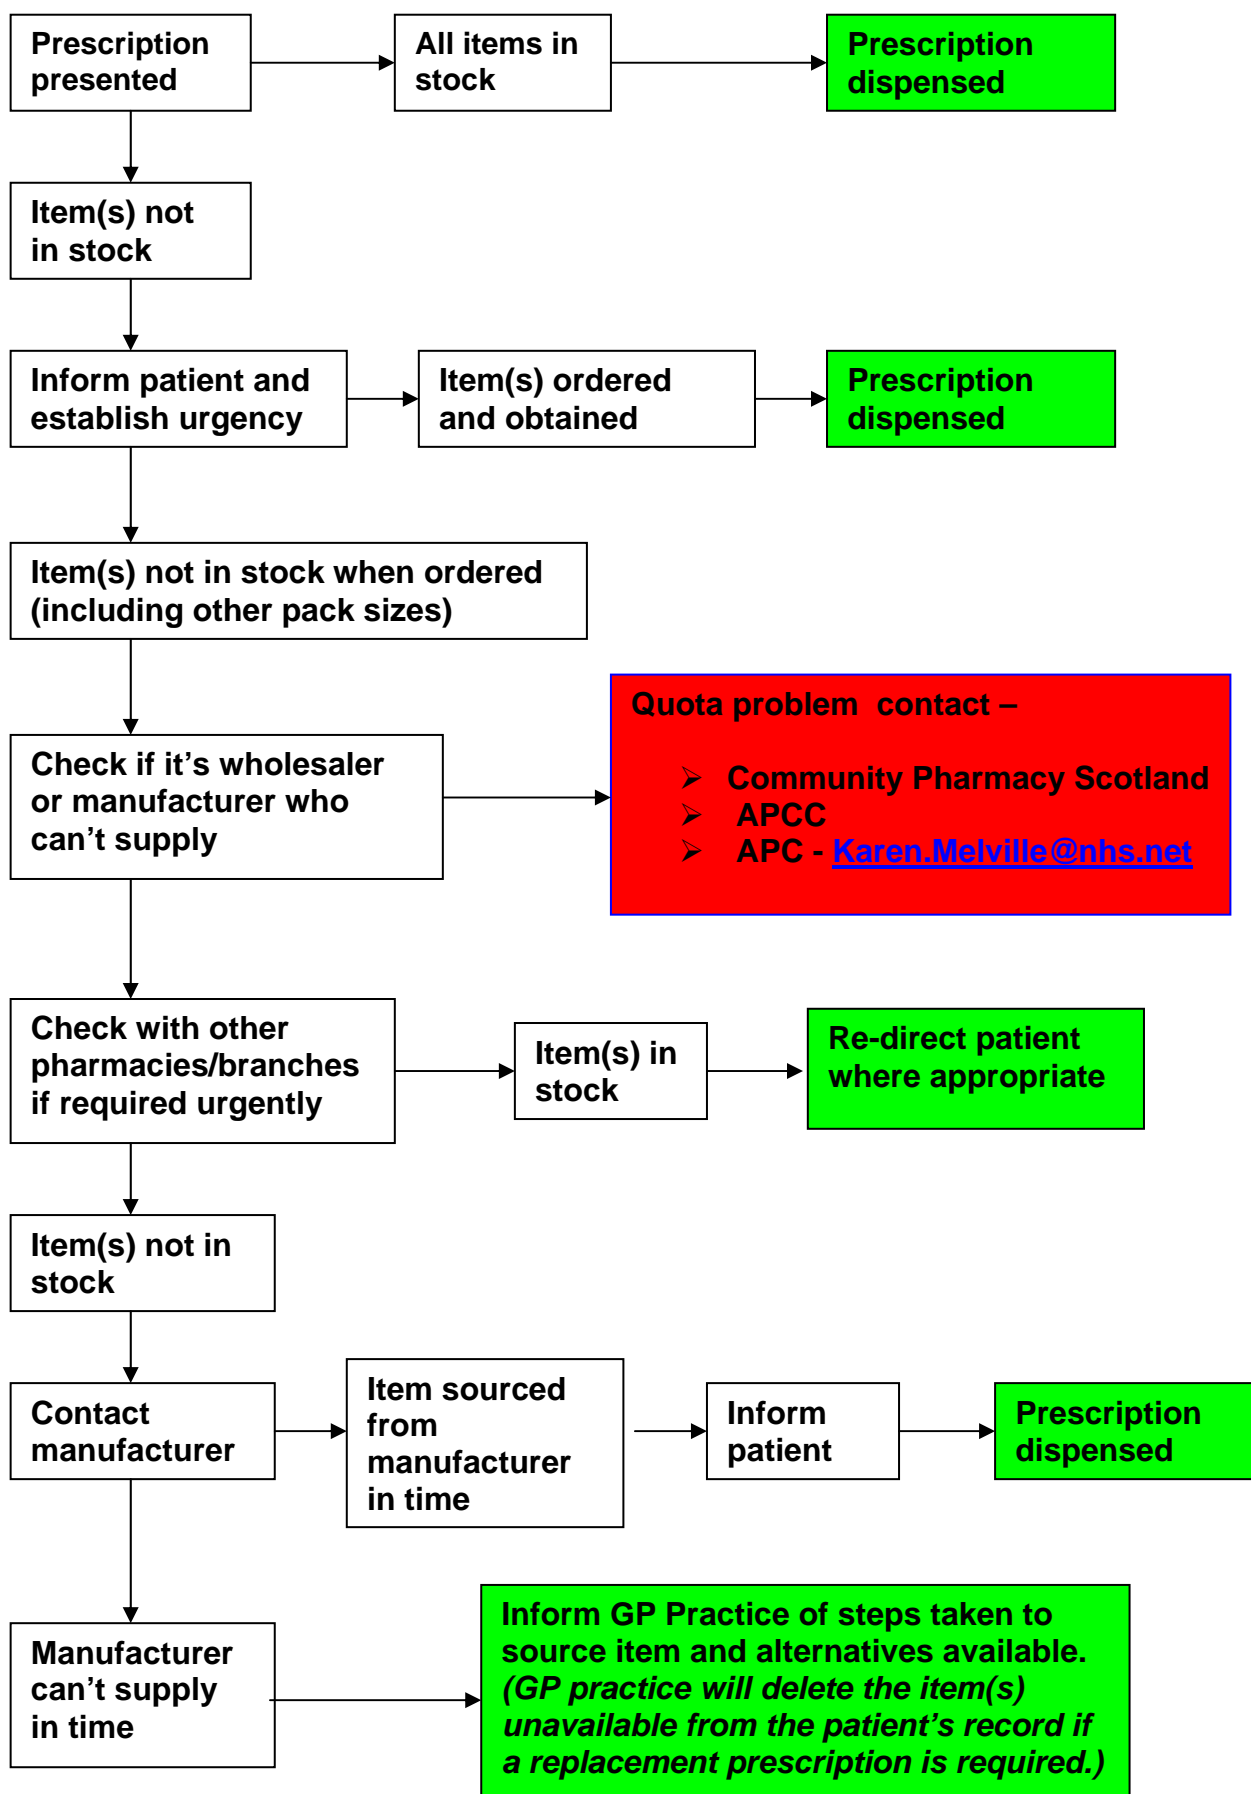 Prescription
presented
All items in
stock
Prescription
dispensed
Item(s) not
in stock
Inform patient and
establish urgency
Item(s) ordered
and obtained
Prescription
dispensed
Item(s) not in stock when ordered
(including other pack sizes)
Check if it’s wholesaler
or manufacturer who
can’t supply
Quota problem  contact –
➢ Community Pharmacy Scotland
➢ APCC
➢ APC - Karen.Melville@nhs.net
Check with other
pharmacies/branches
if required urgently
Item(s) in
stock
Re-direct patient
where appropriate
Item(s) not in
stock
Contact
manufacturer
Item sourced
from
manufacturer
in time
Inform
patient
Prescription
dispensed
Manufacturer
can’t supply
in time
Inform GP Practice of steps taken to
source item and alternatives available.
(GP practice will delete the item(s)
unavailable from the patient’s record if
a replacement prescription is required.)